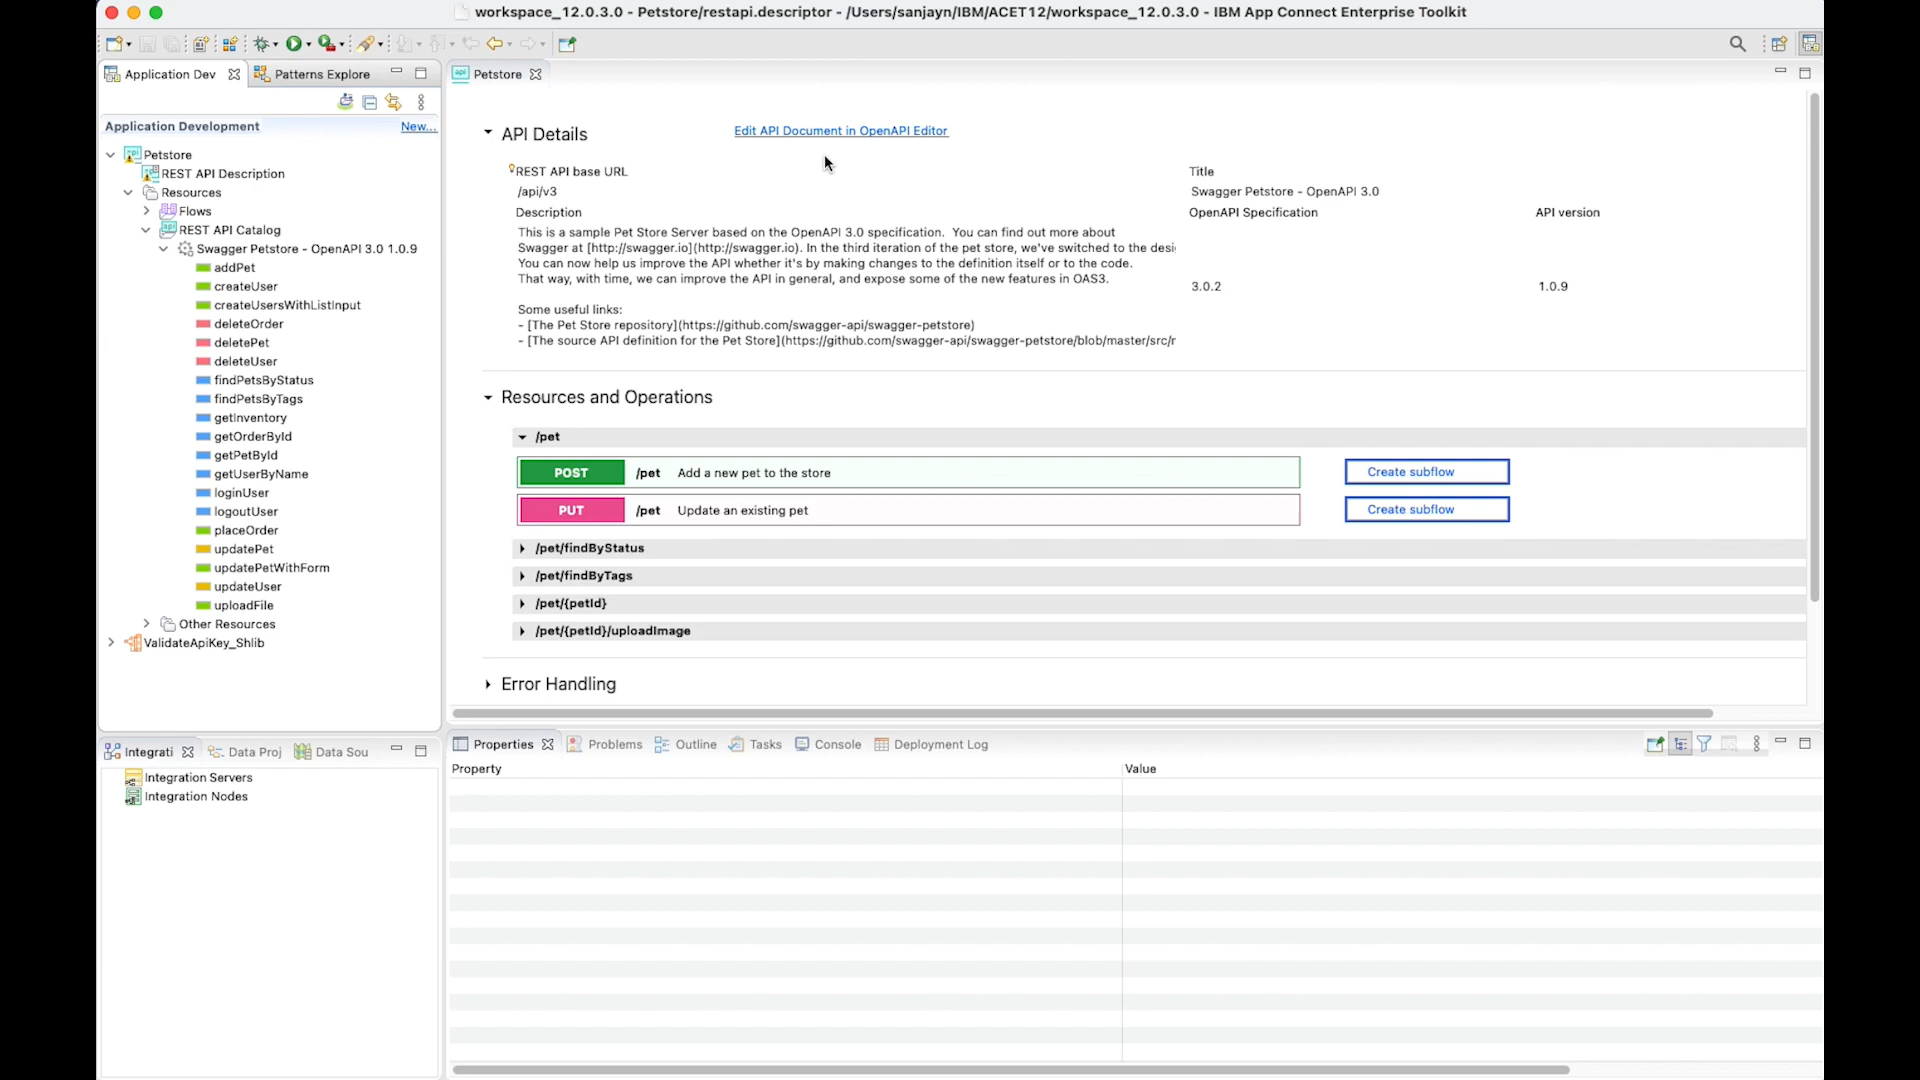 workspace_12.0.3.0 - Petstore/restapi.descriptor - /Users/sanjayn/IBM/ACET12/workspace_12.0.3.0 - IBM App Connect Enterprise Toolkit
Application Dev
Patterns Explore
Application Development
New...
Petstore
REST API Description
Resources
Flows
REST API Catalog
Swagger Petstore - OpenAPI 3.0 1.0.9
addPet
createUser
createUsersWithListInput
deleteOrder
deletePet
deleteUser
findPetsByStatus
findPetsByTags
getInventory
getOrderById
getPetById
getUserByName
loginUser
logoutUser
placeOrder
updatePet
updatePetWithForm
updateUser
uploadFile
Other Resources
ValidateApiKey_Shlib
Petstore
API Details
Edit API Document in OpenAPI Editor
REST API base URL
Title
/api/v3
Swagger Petstore - OpenAPI 3.0
Description
OpenAPI Specification
API version
This is a sample Pet Store Server based on the OpenAPI 3.0 specification.  You can find out more about
Swagger at [http://swagger.io](http://swagger.io). In the third iteration of the pet store, we've switched to the desi
You can now help us improve the API whether it's by making changes to the definition itself or to the code.
That way, with time, we can improve the API in general, and expose some of the new features in OAS3.
3.0.2
1.0.9
Some useful links:
- [The Pet Store repository](https://github.com/swagger-api/swagger-petstore)
- [The source API definition for the Pet Store](https://github.com/swagger-api/swagger-petstore/blob/master/src/r
Resources and Operations
/pet
POST /pet Add a new pet to the store
Create subflow
PUT /pet Update an existing pet
Create subflow
/pet/findByStatus
/pet/findByTags
/pet/{petId}
/pet/{petId}/uploadImage
Error Handling
Integrati
Data Proj
Data Sou
Integration Servers
Integration Nodes
Properties
Problems
Outline
Tasks
Console
Deployment Log
Property
Value